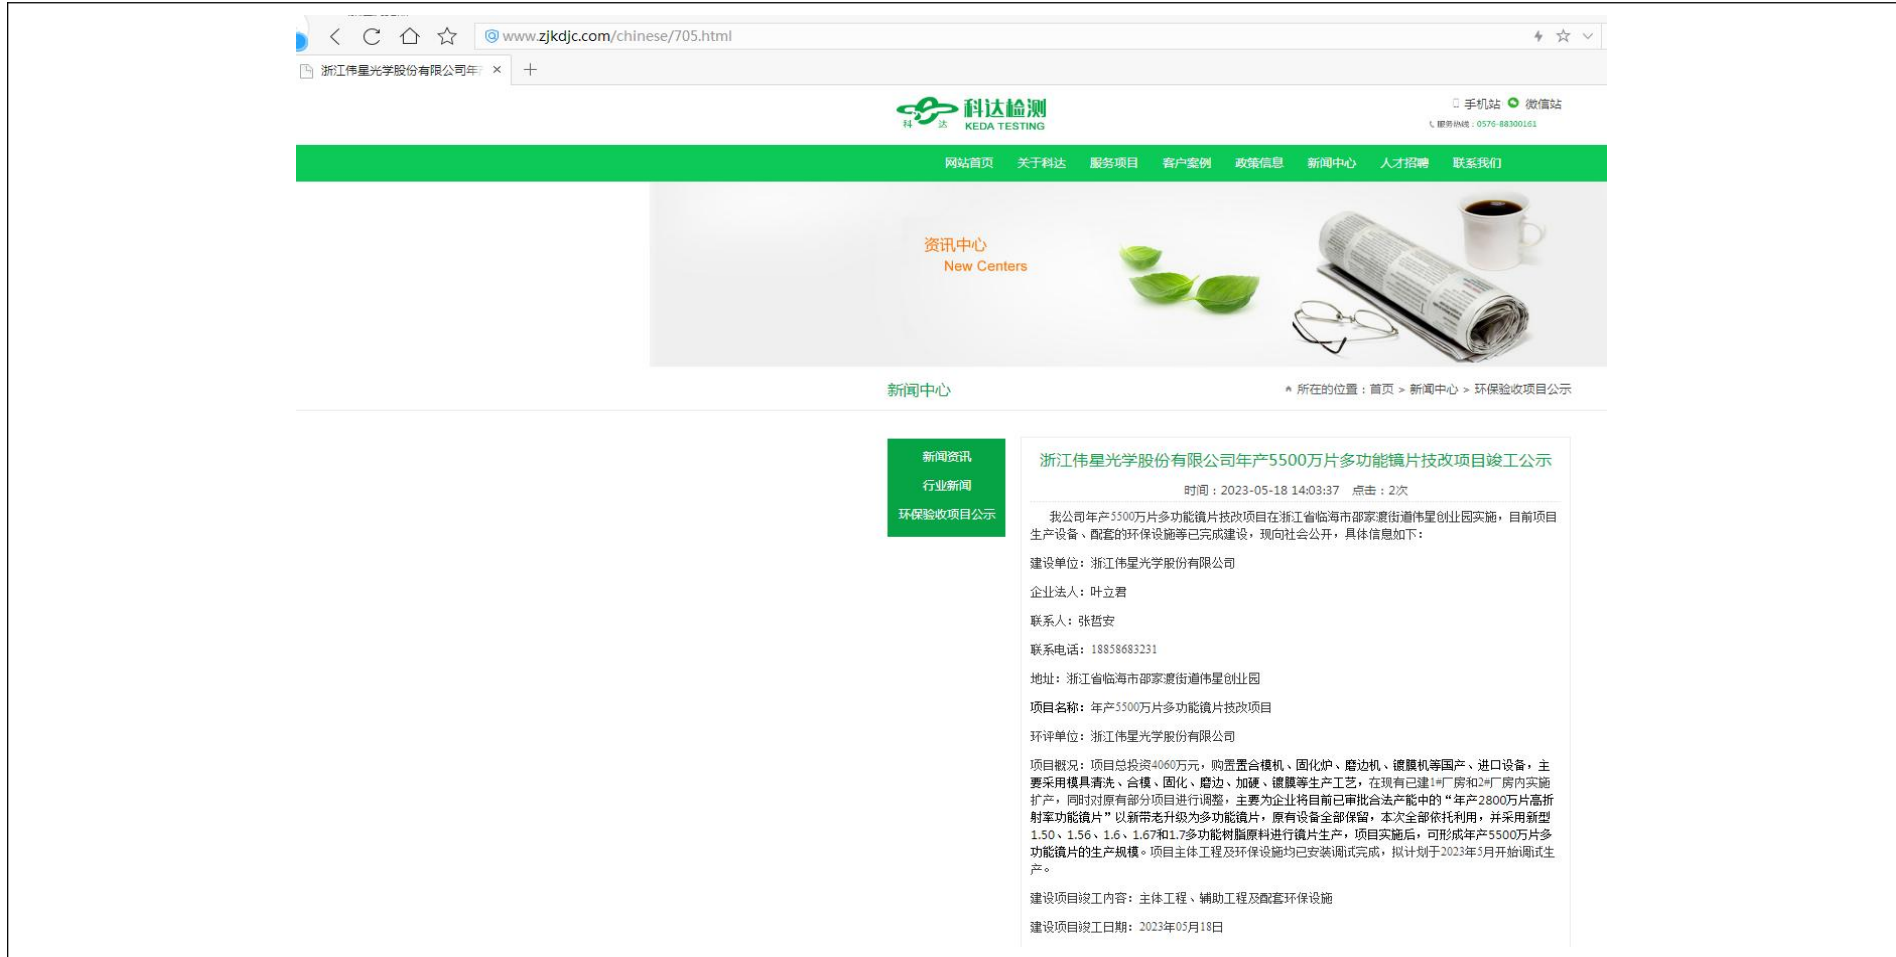 www.zjkdjc.com/chinese/705.html
浙江伟星光学股份有限公司年
科达检测
科 达 KEDA TESTING
手机站 微信站
服务热线：0576-88300161
网站首页 关于科达 服务项目 客户案例 政策信息 新闻中心 人才招聘 联系我们
资讯中心
New Centers
新闻中心
所在的位置：首页 > 新闻中心 > 环保验收项目公示
新闻资讯
行业新闻
环保验收项目公示
浙江伟星光学股份有限公司年产5500万片多功能镜片技改项目竣工公示
时间：2023-05-18 14:03:37 点击：2次
我公司年产5500万片多功能镜片技改项目在浙江省临海市邵家渡街道伟星创业园实施，目前项目
生产设备、配套的环保设施等已完成建设，现向社会公开，具体信息如下：
建设单位：浙江伟星光学股份有限公司
企业法人：叶立君
联系人：张哲安
联系电话：18858683231
地址：浙江省临海市邵家渡街道伟星创业园
项目名称：年产5500万片多功能镜片技改项目
环评单位：浙江伟星光学股份有限公司
项目概况：项目总投资4060万元，购置置合模机、固化炉、磨边机、镀膜机等国产、进口设备，主
要采用模具清洗、合模、固化、磨边、加硬、镀膜等生产工艺，在现有已建1#厂房和2#厂房内实施
扩产，同时对原有部分项目进行调整，主要为企业将目前已审批合法产能中的“年产2800万片高折
射率功能镜片”以新带老升级为多功能镜片，原有设备全部保留，本次全部依托利用，并采用新型
1.50、1.56、1.6、1.67和1.7多功能树脂原料进行镜片生产，项目实施后，可形成年产5500万片多
功能镜片的生产规模。项目主体工程及环保设施均已安装调试完成，拟计划于2023年5月开始调试生
产。
建设项目竣工内容：主体工程、辅助工程及配套环保设施
建设项目竣工日期：2023年05月18日